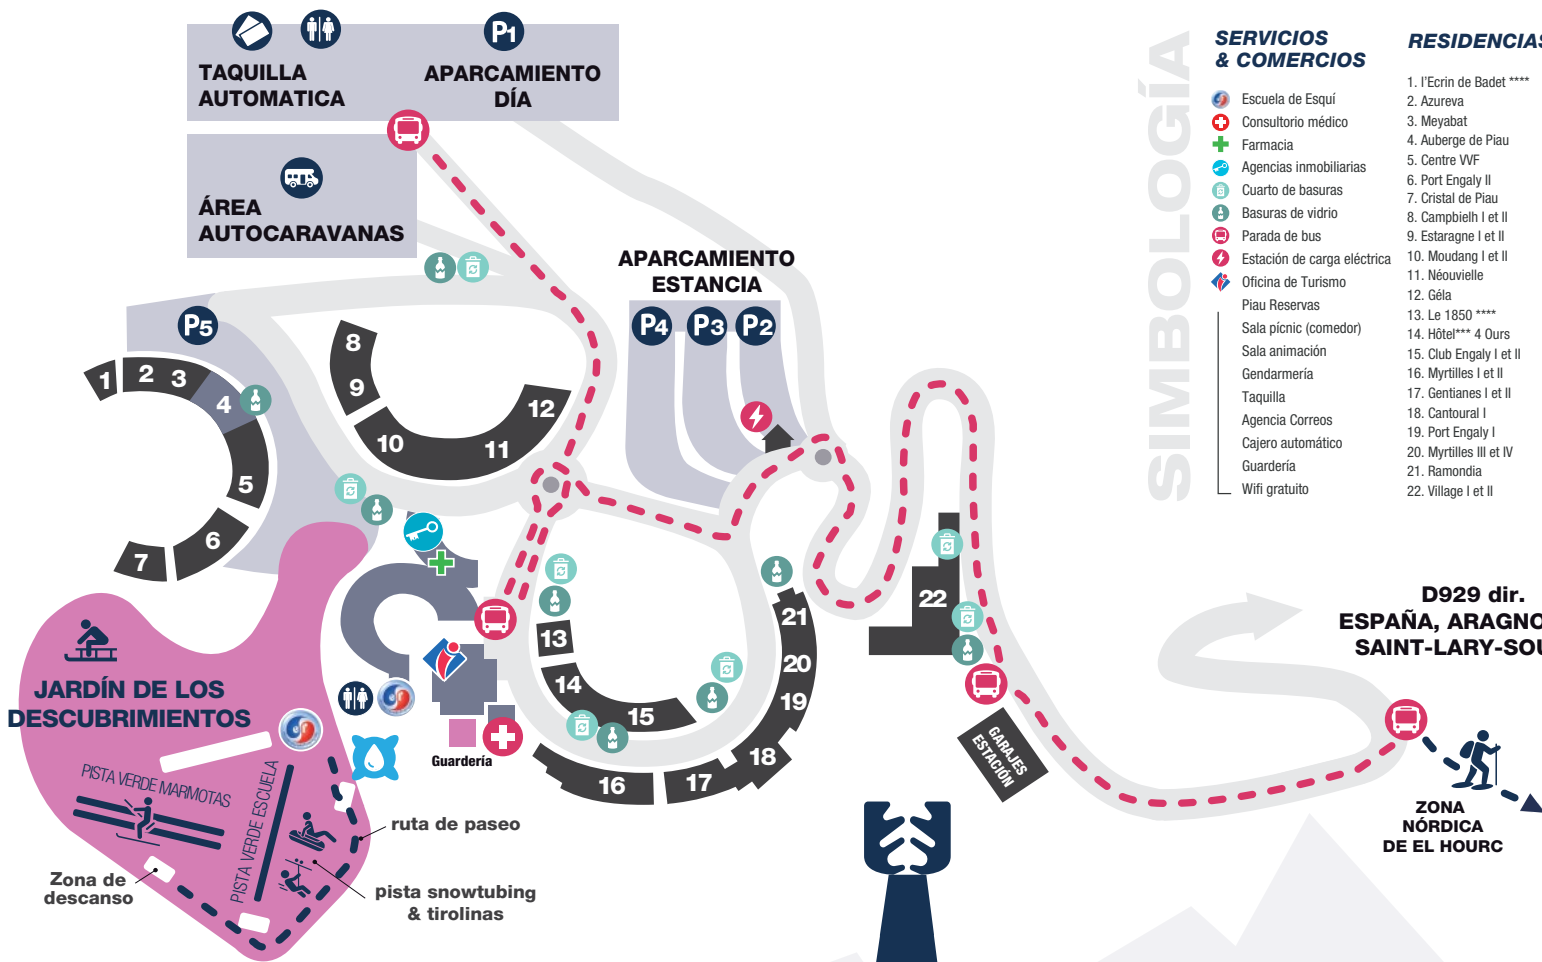 TAQUILLA
AUTOMATICA
P1
APARCAMIENTO
DÍA
ÁREA
AUTOCARAVANAS
APARCAMIENTO
ESTANCIA
P5
P4
P3
P2
1
2
3
4
5
6
7
8
9
10
11
12
13
14
15
16
17
18
19
20
21
22
JARDÍN DE LOS
DESCUBRIMIENTOS
PISTA VERDE MARMOTAS
PISTA VERDE ESCUELA
Zona de
descanso
ruta de paseo
pista snowtubing
& tirolinas
Guardería
GARAJES
ESTACIÓN
D929 dir.
ESPAÑA, ARAGNO
SAINT-LARY-SOU
ZONA
NÓRDICA
DE EL HOURC
SIMBOLOGÍA
SERVICIOS
& COMERCIOS
Escuela de Esquí
Consultorio médico
Farmacia
Agencias inmobiliarias
Cuarto de basuras
Basuras de vidrio
Parada de bus
Estación de carga eléctrica
Oficina de Turismo
Piau Reservas
Sala pícnic (comedor)
Sala animación
Gendarmería
Taquilla
Agencia Correos
Cajero automático
Guardería
Wifi gratuito
RESIDENCIAS
1. l'Ecrin de Badet ****
2. Azureva
3. Meyabat
4. Auberge de Piau
5. Centre VVF
6. Port Engaly II
7. Cristal de Piau
8. Campbielh I et II
9. Estaragne I et II
10. Moudang I et II
11. Néouvielle
12. Géla
13. Le 1850 ****
14. Hôtel*** 4 Ours
15. Club Engaly I et II
16. Myrtilles I et II
17. Gentianes I et II
18. Cantoural I
19. Port Engaly I
20. Myrtilles III et IV
21. Ramondia
22. Village I et II